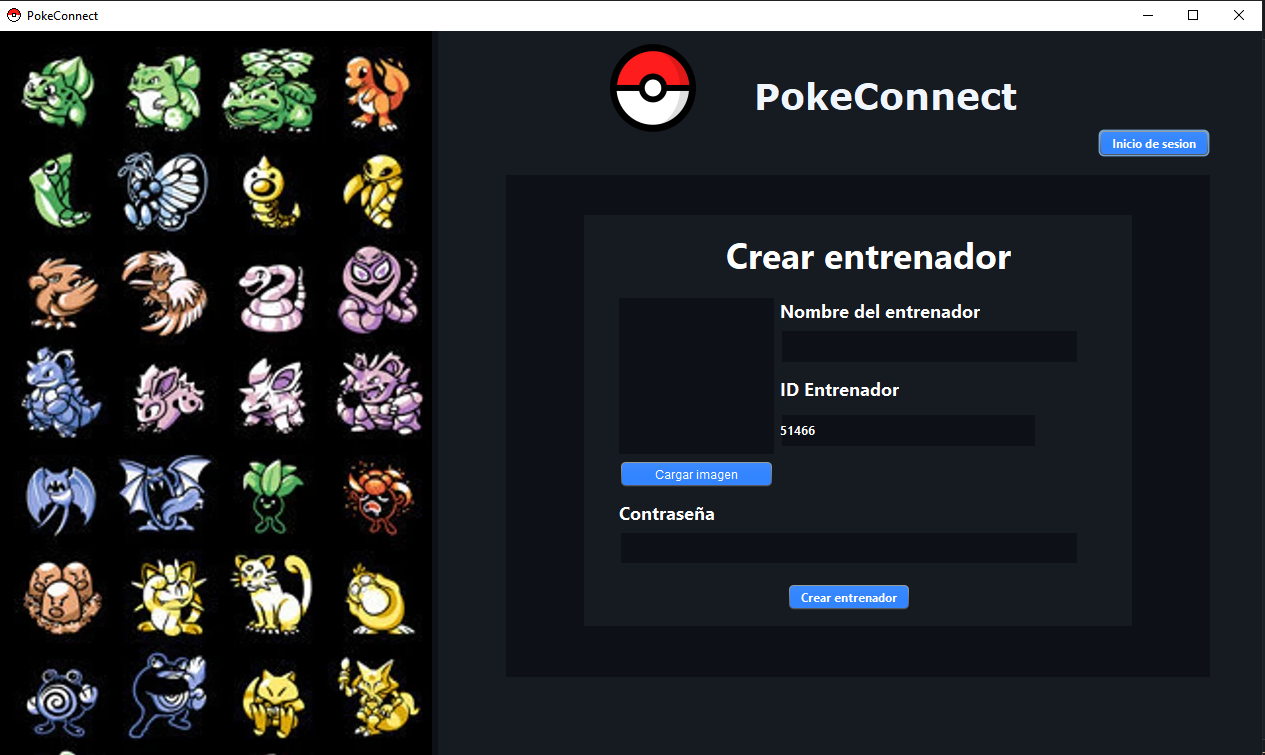 PokeConnect
PokeConnect
Inicio de sesion
Crear entrenador
Nombre del entrenador
ID Entrenador
51466
Cargar imagen
Contraseña
Crear entrenador